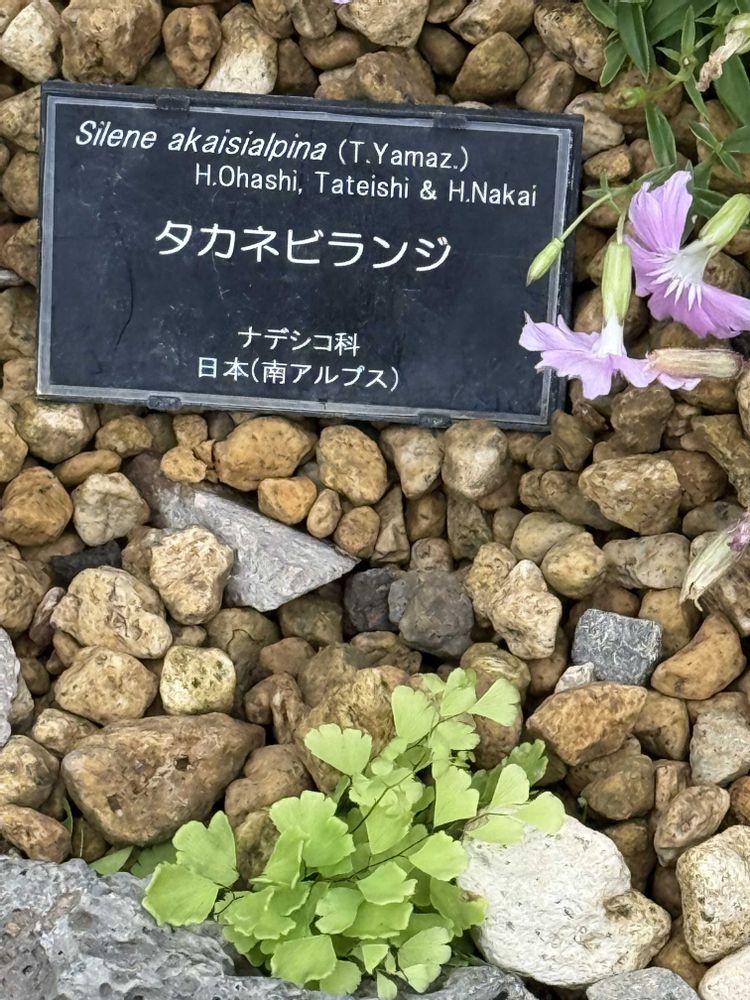 Silene akaisialpina (T.Yamaz.)
H.Ohashi, Tateishi & H.Nakai
タカネビランジ
ナデシコ科
日本(南アルプス)